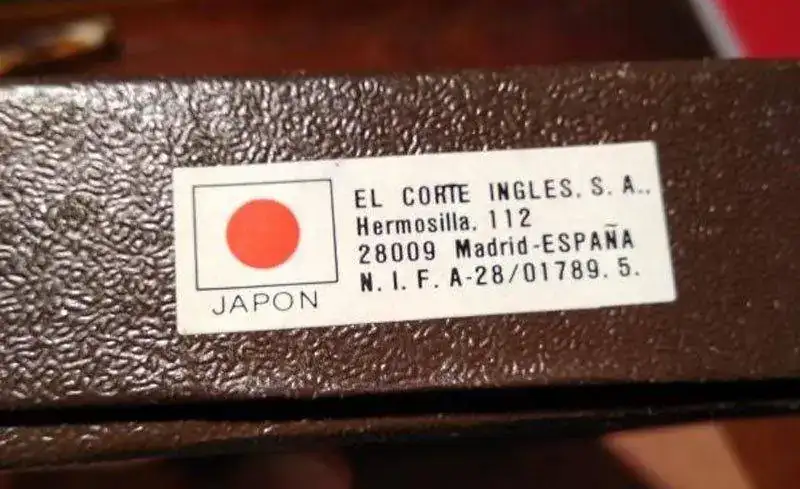 JAPON
EL CORTE INGLES, S. A..
Hermosilla, 112
28009 Madrid-ESPAÑA
N. I. F. A-28/01789. 5.